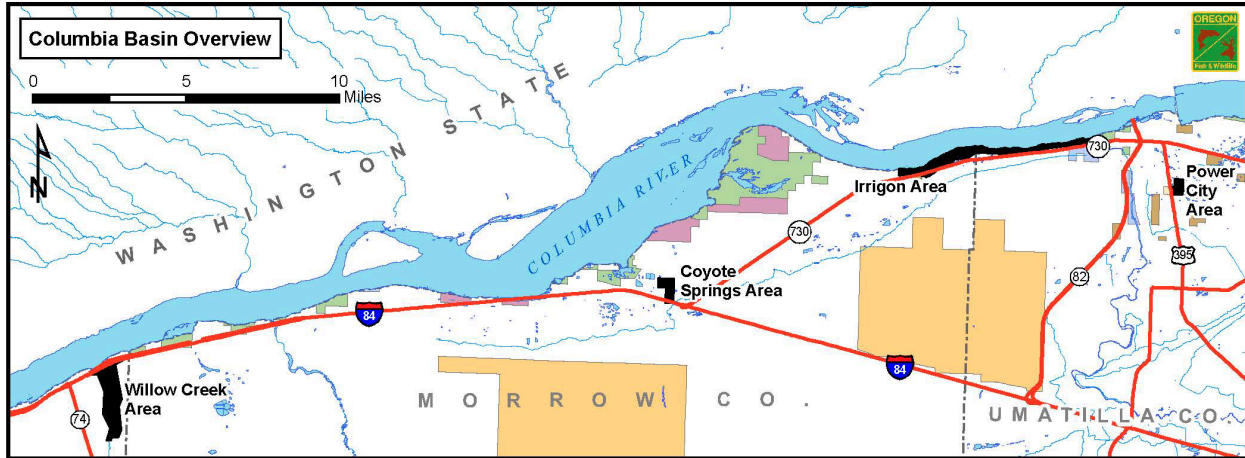 Columbia Basin Overview
0 5 10
Miles
N
WASHINGTON STATE
COLUMBIA RIVER
OREGON
Fish & Wildlife
730
Irrigon Area
Power
City
Area
730
395
82
Coyote
Springs Area
84
84
Willow Creek
Area
74
MORROW CO.
UMATILLA CO.